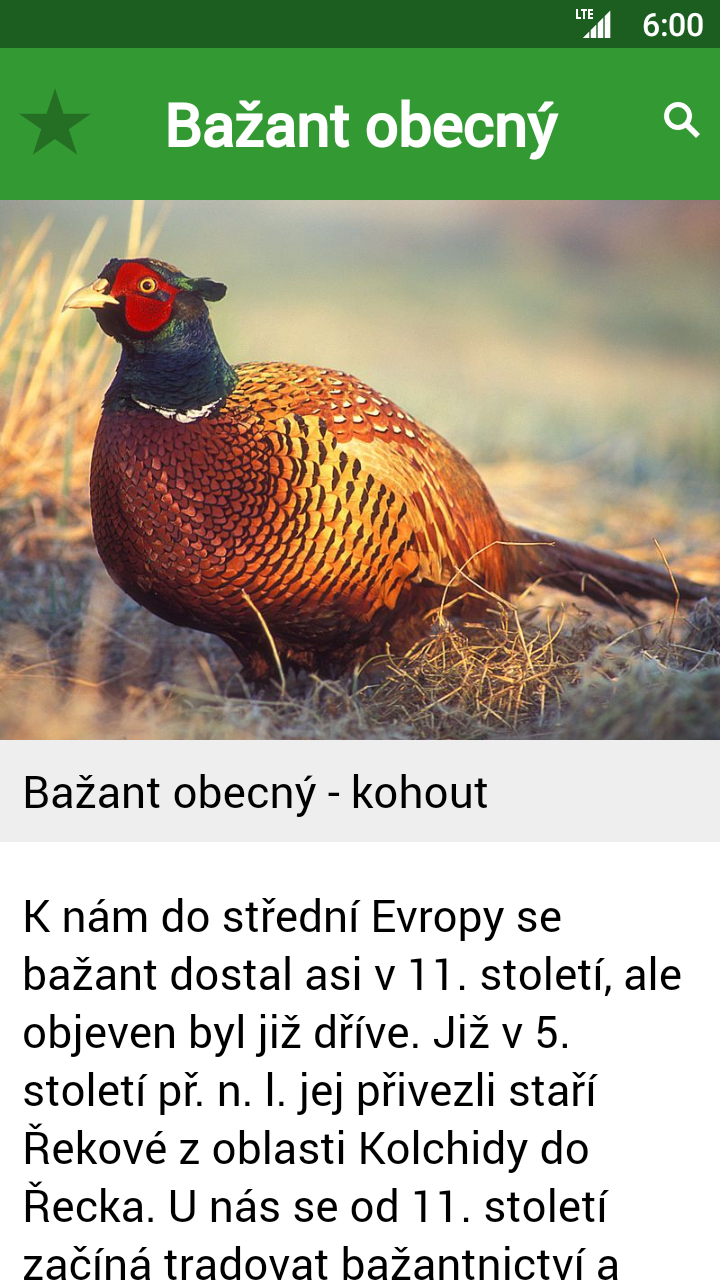 LTE 6:00
Bažant obecný
Bažant obecný - kohout
K nám do střední Evropy se
bažant dostal asi v 11. století, ale
objeven byl již dříve. Již v 5.
století př. n. l. jej přivezli staří
Řekové z oblasti Kolchidy do
Řecka. U nás se od 11. století
začíná tradovat bažantnictví a